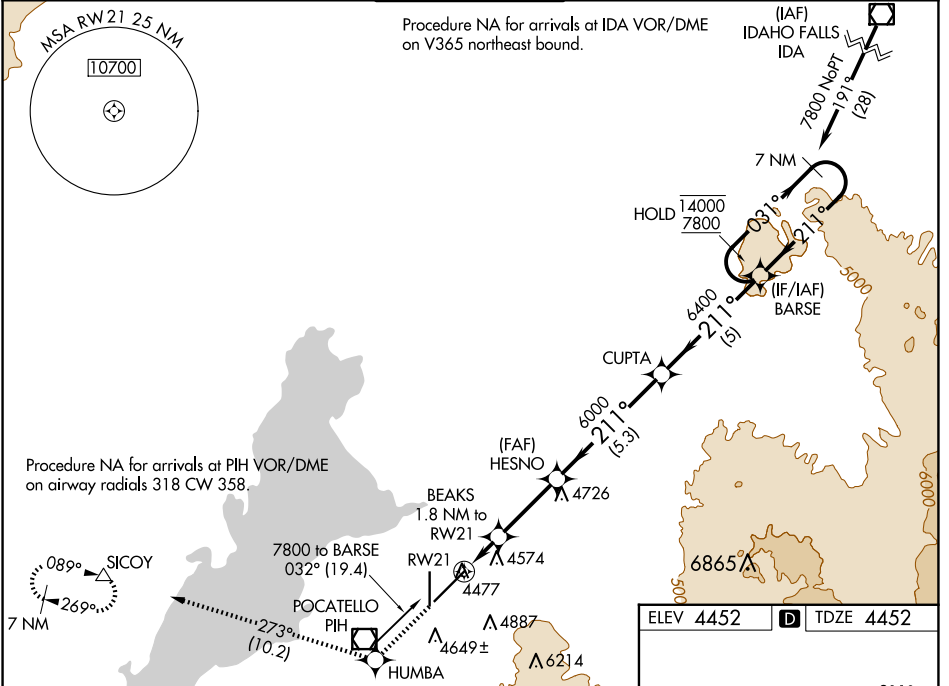 MSA RW 21 25 NM
10700
Procedure NA for arrivals at IDA VOR/DME
on V365 northeast bound.
(IAF)
IDAHO FALLS
IDA
7800 NoPT
191°
(28)
7 NM
HOLD 14000
7800
031°
211°
5000
(IF/IAF)
BARSE
6400
211°
(5)
CUPTA
6000
211°
(5.3)
(FAF)
HESNO
4726
6000
Procedure NA for arrivals at PIH VOR/DME
on airway radials 318 CW 358.
BEAKS
1.8 NM to
RW21
4574
7800 to BARSE
032° (19.4)
RW21
4477
6865
500
089°
SICOY
269°
7 NM
POCATELLO
PIH
273°
(10.2)
HUMBA
4649±
4887
6214
ELEV 4452
D
TDZE 4452